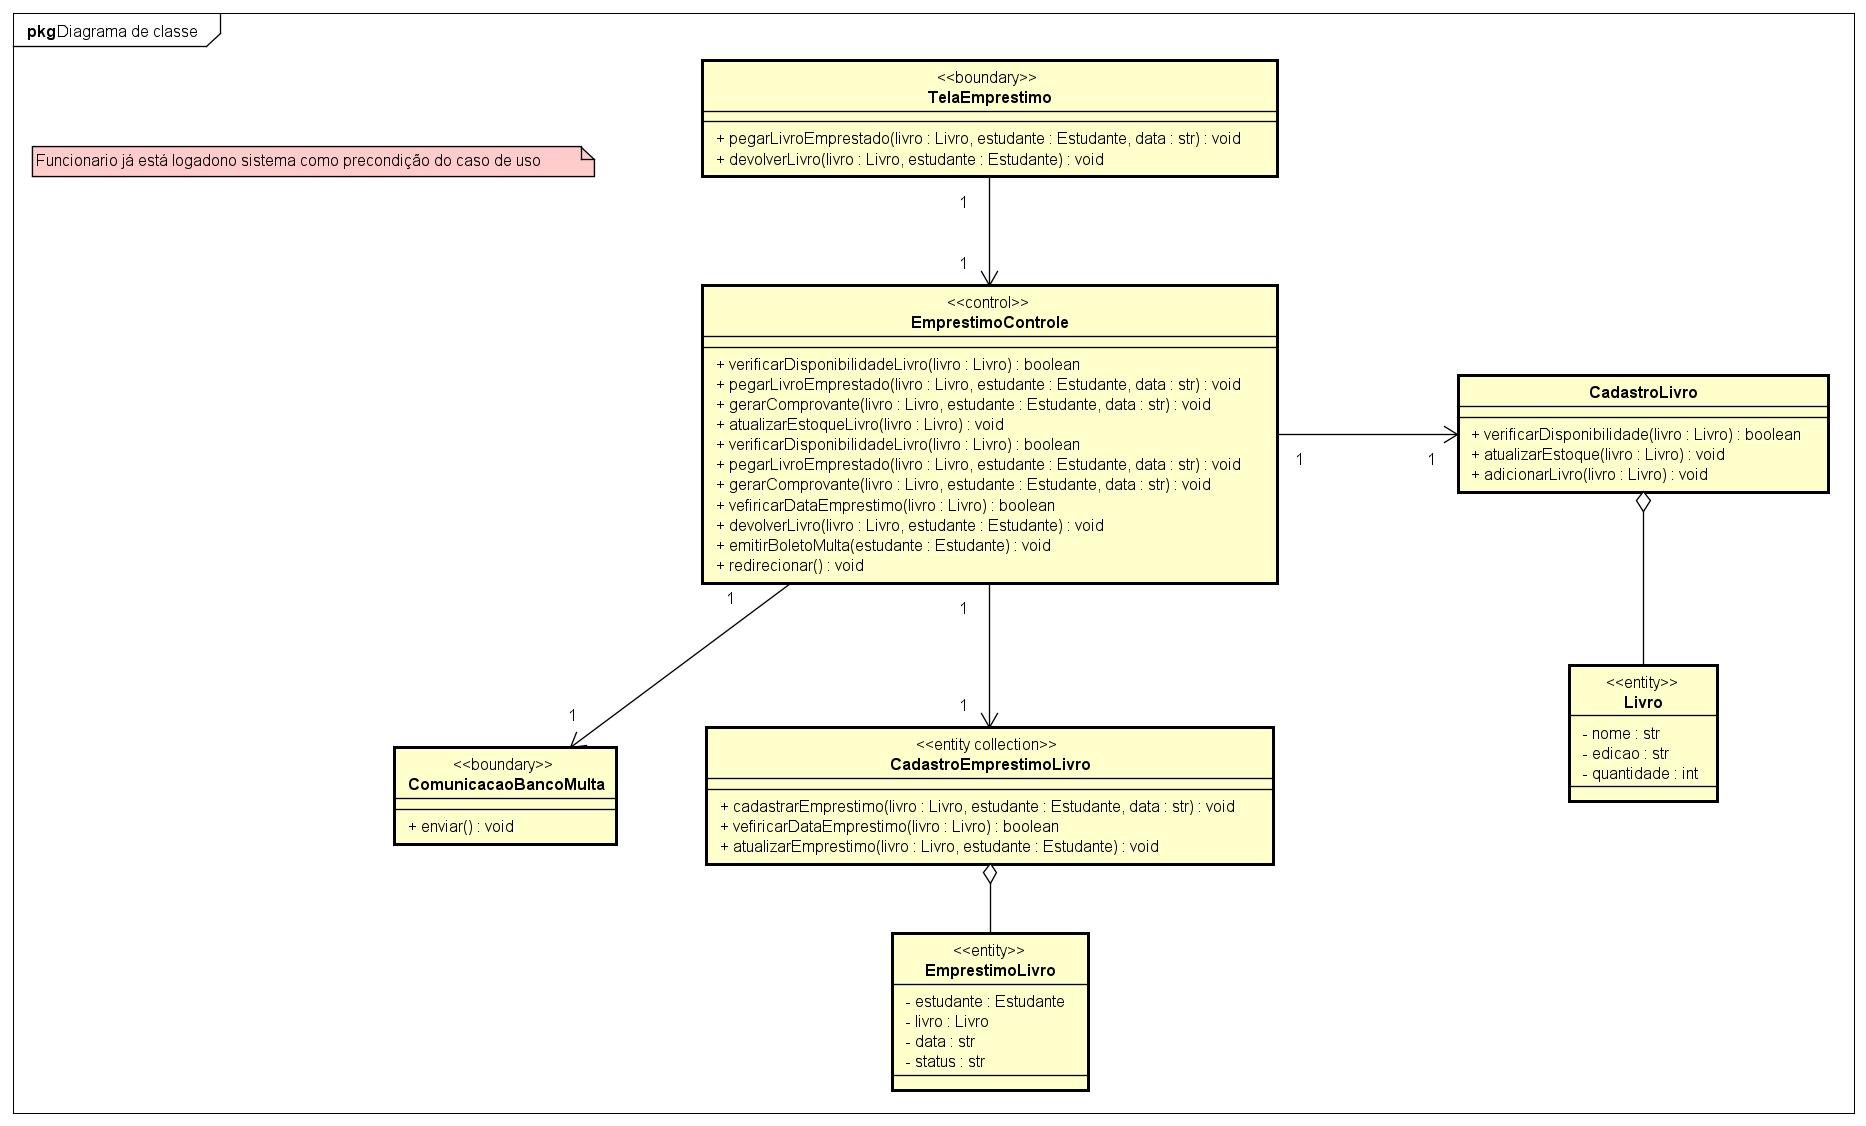 pkg Diagrama de classe
Funcionario já está logadono sistema como precondição do caso de uso
<<boundary>>
TelaEmprestimo
+ pegarLivroEmprestado(livro : Livro, estudante : Estudante, data : str) : void
+ devolverLivro(livro : Livro, estudante : Estudante) : void
1
1
<<control>>
EmprestimoControle
+ verificarDisponibilidadeLivro(livro : Livro) : boolean
+ pegarLivroEmprestado(livro : Livro, estudante : Estudante, data : str) : void
+ gerarComprovante(livro : Livro, estudante : Estudante, data : str) : void
+ atualizarEstoqueLivro(livro : Livro) : void
+ verificarDisponibilidadeLivro(livro : Livro) : boolean
+ pegarLivroEmprestado(livro : Livro, estudante : Estudante, data : str) : void
+ gerarComprovante(livro : Livro, estudante : Estudante, data : str) : void
+ vefiricarDataEmprestimo(livro : Livro) : boolean
+ devolverLivro(livro : Livro, estudante : Estudante) : void
+ emitirBoletoMulta(estudante : Estudante) : void
+ redirecionar() : void
1
1
CadastroLivro
+ verificarDisponibilidade(livro : Livro) : boolean
+ atualizarEstoque(livro : Livro) : void
+ adicionarLivro(livro : Livro) : void
<<entity>>
Livro
- nome : str
- edicao : str
- quantidade : int
1
1
<<boundary>>
ComunicacaoBancoMulta
+ enviar() : void
1
1
<<entity collection>>
CadastroEmprestimoLivro
+ cadastrarEmprestimo(livro : Livro, estudante : Estudante, data : str) : void
+ vefiricarDataEmprestimo(livro : Livro) : boolean
+ atualizarEmprestimo(livro : Livro, estudante : Estudante) : void
<<entity>>
EmprestimoLivro
- estudante : Estudante
- livro : Livro
- data : str
- status : str